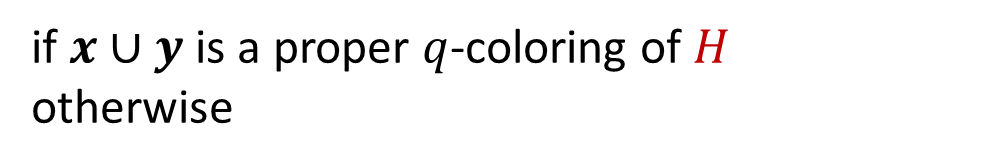 if x ∪ y is a proper q-coloring of H
otherwise